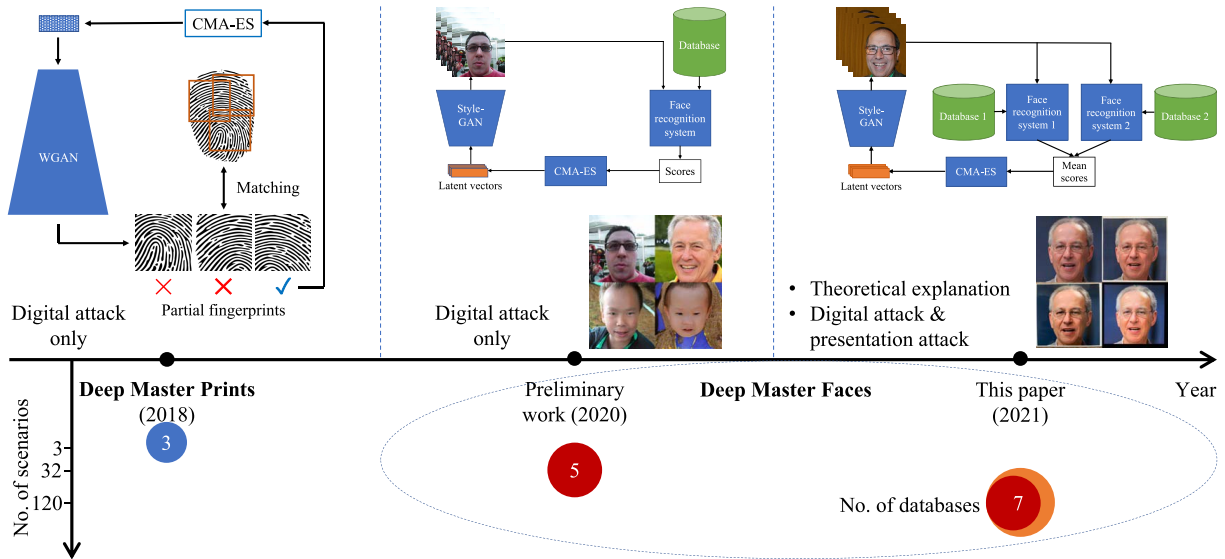 CMA-ES
WGAN
Matching
Partial fingerprints
Digital attack
only
Database
Style-
GAN
Face
recognition
system
CMA-ES
Scores
Latent vectors
Digital attack
only
Style-
GAN
Database 1
Face
recognition
system 1
Face
recognition
system 2
Database 2
Mean
scores
CMA-ES
Latent vectors
• Theoretical explanation
• Digital attack &
presentation attack
Deep Master Prints
(2018)
Preliminary
work (2020)
Deep Master Faces
This paper
(2021)
Year
No. of scenarios
3
32
120
3
5
No. of databases
7